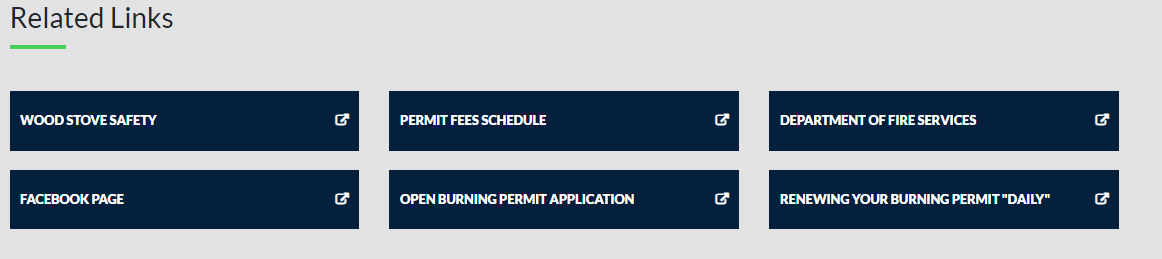 Related Links
WOOD STOVE SAFETY
PERMIT FEES SCHEDULE
DEPARTMENT OF FIRE SERVICES
FACEBOOK PAGE
OPEN BURNING PERMIT APPLICATION
RENEWING YOUR BURNING PERMIT "DAILY"